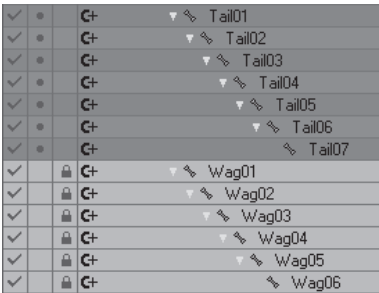 C+ Tail01
C+ Tail02
C+ Tail03
C+ Tail04
C+ Tail05
C+ Tail06
C+ Tail07
C+ Wag01
C+ Wag02
C+ Wag03
C+ Wag04
C+ Wag05
C+ Wag06